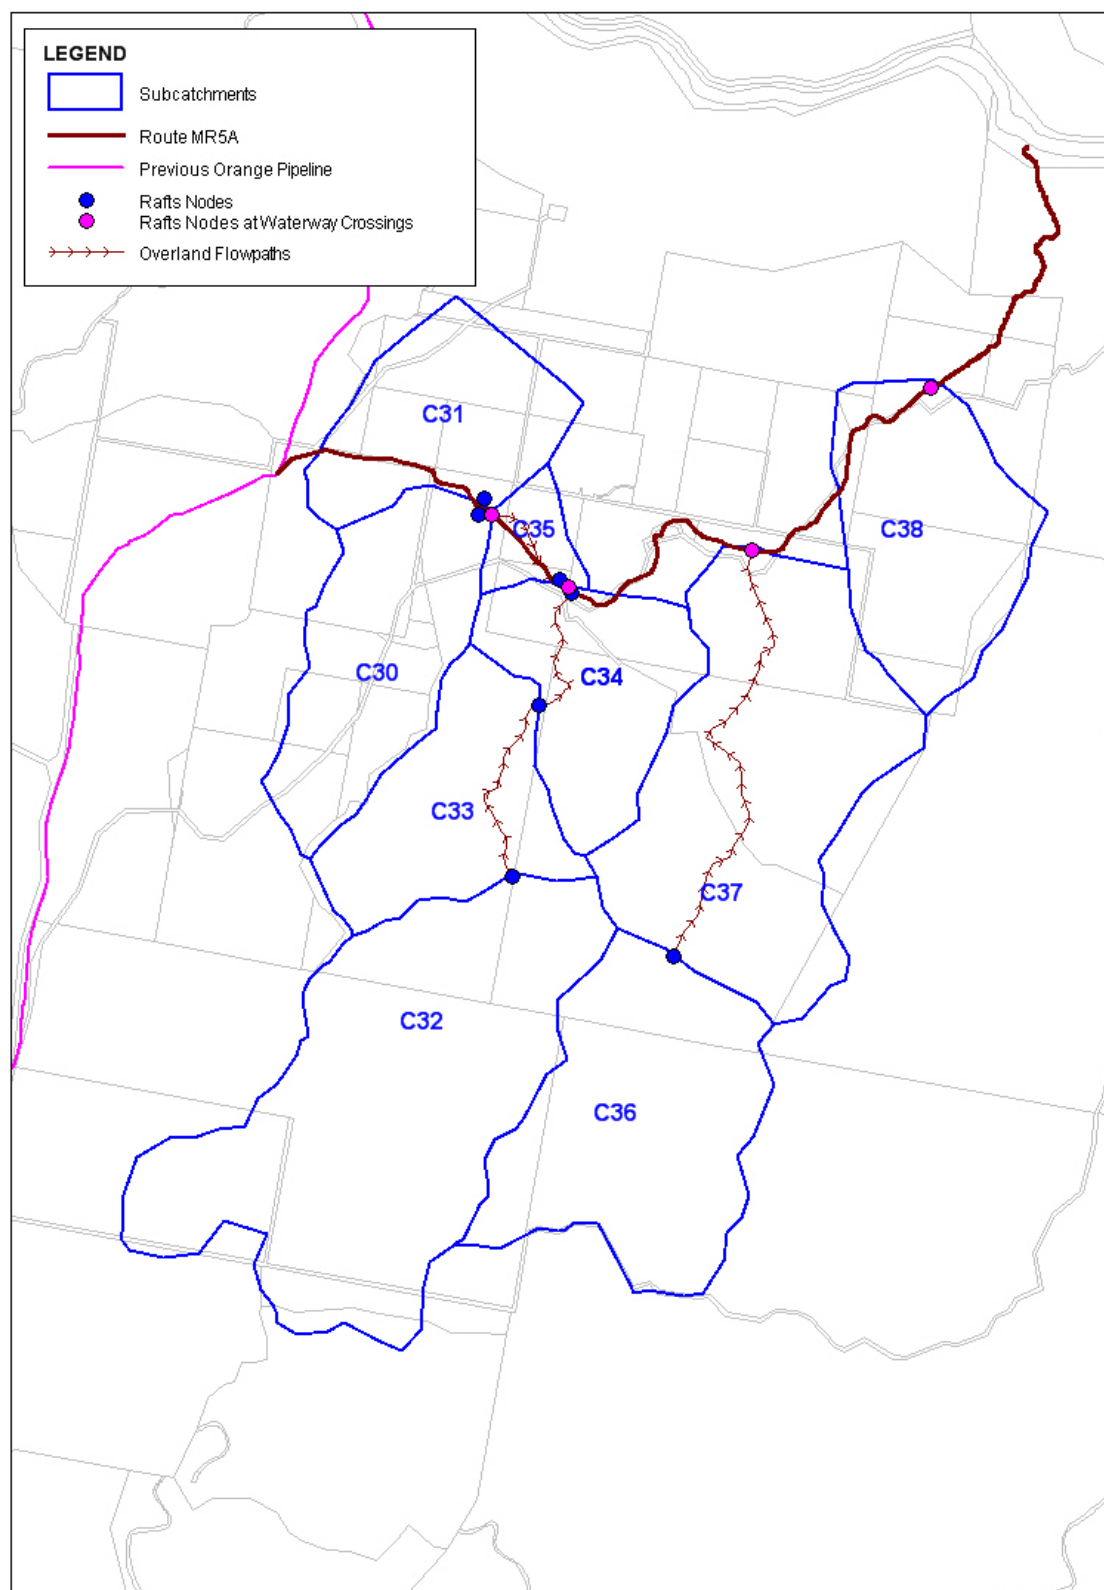 LEGEND
Subcatchments
Route MR5A
Previous Orange Pipeline
Rafts Nodes
Rafts Nodes at Waterway Crossings
Overland Flowpaths
C31
C35
C38
C30
C34
C33
C37
C32
C36